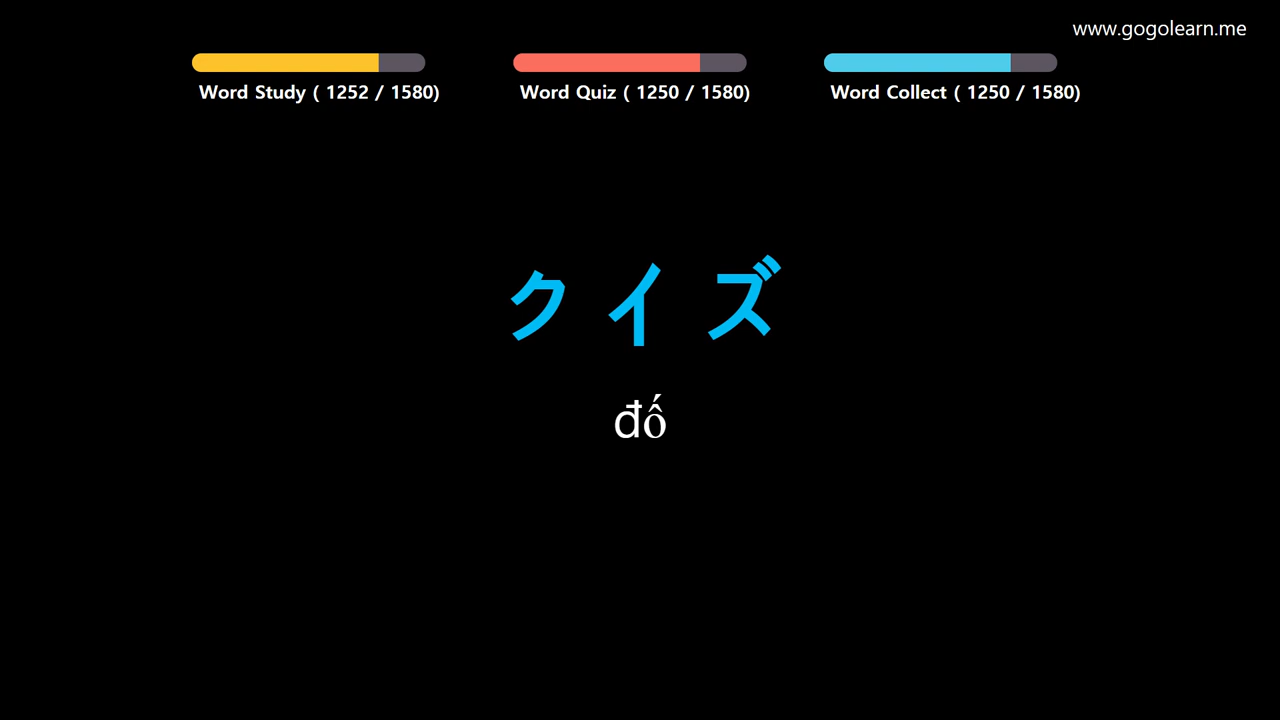 www.gogolearn.me
Word Study ( 1252 / 1580)
Word Quiz ( 1250 / 1580)
Word Collect ( 1250 / 1580)
クイズ
đố